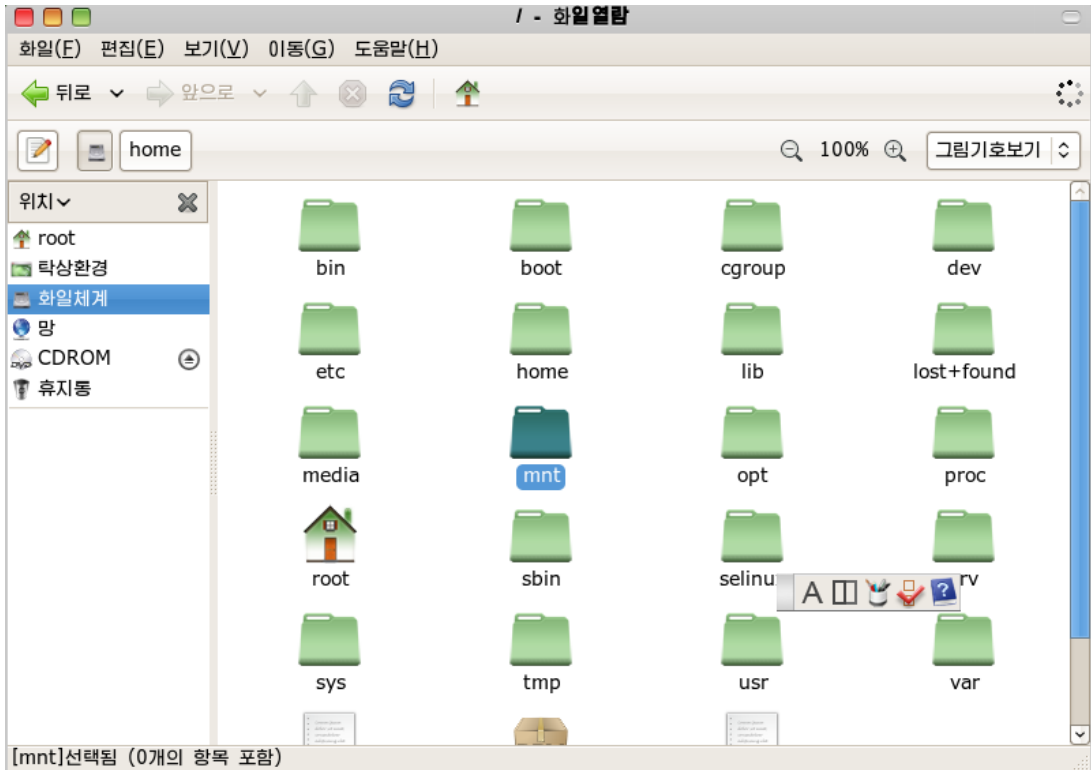 / - 화일열람
화일(F) 편집(E) 보기(V) 이동(G) 도움말(H)
뒤로 앞으로
home 100% 그림기호보기
위치
root
탁상환경
화일체계
망
CDROM
휴지통
bin boot cgroup dev
etc home lib lost+found
media mnt opt proc
root sbin selinu rv
A
sys tmp usr var
[mnt]선택됨 (0개의 항목 포함)